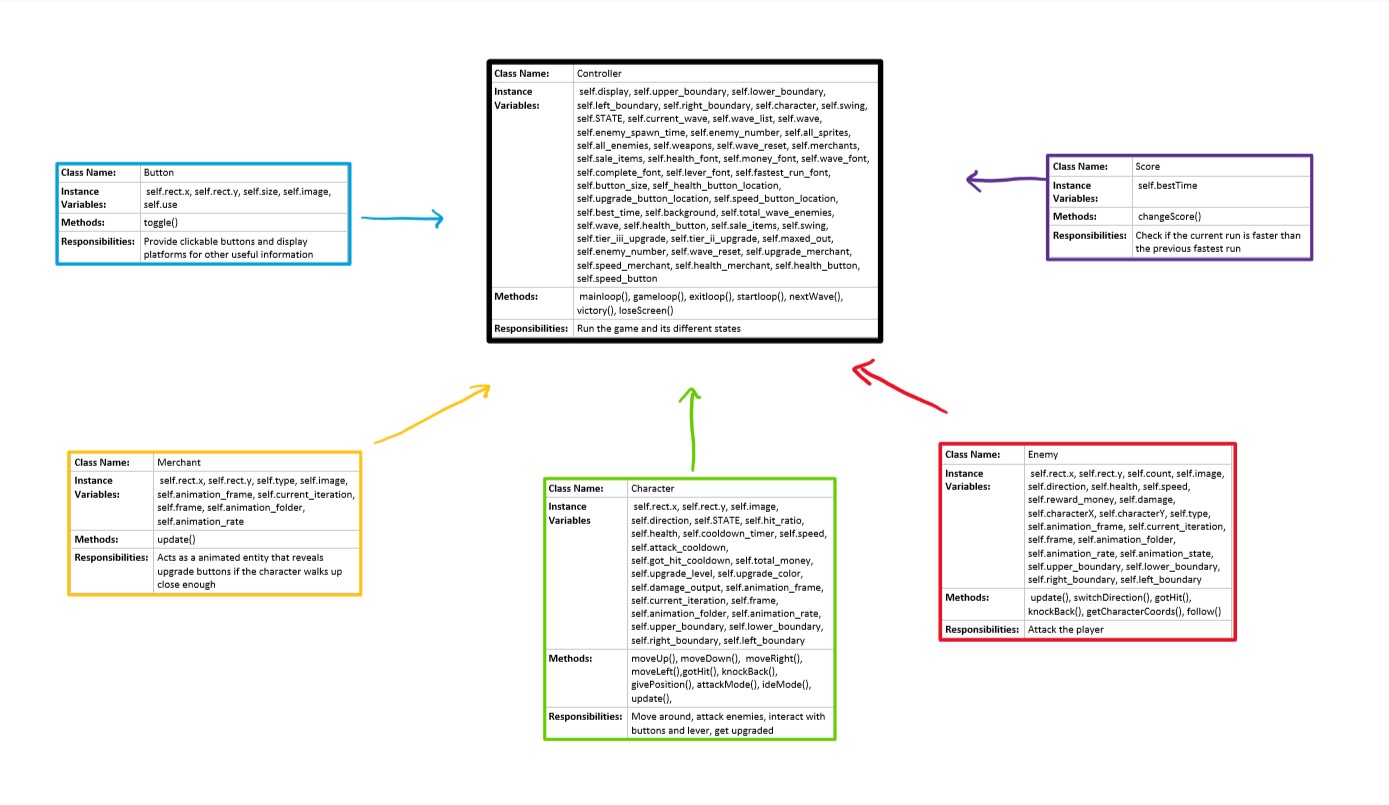 Class Name: Controller
Instance Variables: self.display, self.upper_boundary, self.lower_boundary,
self.left_boundary, self.right_boundary, self.character, self.swing,
self.STATE, self.current_wave, self.wave_list, self.wave,
self.enemy_spawn_time, self.enemy_number, self.all_sprites,
self.all_enemies, self.weapons, self.wave_reset, self.merchants,
self.sale_items, self.health_font, self.money_font, self.wave_font,
self.complete_font, self.lever_font, self.fastest_run_font,
self.button_size, self_health_button_location,
self.upgrade_button_location, self.speed_button_location,
self.best_time, self.background, self.total_wave_enemies,
self.wave, self.health_button, self.sale_items, self.swing,
self.tier_iii_upgrade, self.tier_ii_upgrade, self.maxed_out,
self.enemy_number, self.wave_reset, self.upgrade_merchant,
self.speed_merchant, self.health_merchant, self.health_button,
self.speed_button
Methods: mainloop(), gameloop(), exitloop(), startloop(), nextWave(),
victory(), loseScreen()
Responsibilities: Run the game and its different states
Class Name: Button
Instance Variables: self.rect.x, self.rect.y, self.size, self.image,
self.use
Methods: toggle()
Responsibilities: Provide clickable buttons and display
platforms for other useful information
Class Name: Score
Instance Variables: self.bestTime
Methods: changeScore()
Responsibilities: Check if the current run is faster than
the previous fastest run
Class Name: Merchant
Instance Variables: self.rect.x, self.rect.y, self.type, self.image,
self.animation_frame, self.current_iteration,
self.frame, self.animation_folder,
self.animation_rate
Methods: update()
Responsibilities: Acts as a animated entity that reveals
upgrade buttons if the character walks up
close enough
Class Name: Character
Instance Variables self.rect.x, self.rect.y, self.image,
self.direction, self.STATE, self.hit_ratio,
self.health, self.cooldown_timer, self.speed,
self.attack_cooldown,
self.got_hit_cooldown, self.total_money,
self.upgrade_level, self.upgrade_color,
self.damage_output, self.animation_frame,
self.current_iteration, self.frame,
self.animation_folder, self.animation_rate,
self.upper_boundary, self.lower_boundary,
self.right_boundary, self.left_boundary
Methods: moveUp(), moveDown(), moveRight(),
moveLeft(),gotHit(), knockBack(),
givePosition(), attackMode(), ideMode(),
update(),
Responsibilities: Move around, attack enemies, interact with
buttons and lever, get upgraded
Class Name: Enemy
Instance Variables: self.rect.x, self.rect.y, self.count, self.image,
self.direction, self.health, self.speed,
self.reward_money, self.damage,
self.characterX, self.characterY, self.type,
self.animation_frame, self.current_iteration,
self.frame, self.animation_folder,
self.animation_rate, self.animation_state,
self.upper_boundary, self.lower_boundary,
self.right_boundary, self.left_boundary
Methods: update(), switchDirection(), gotHit(),
knockBack(), getCharacterCoords(), follow()
Responsibilities: Attack the player